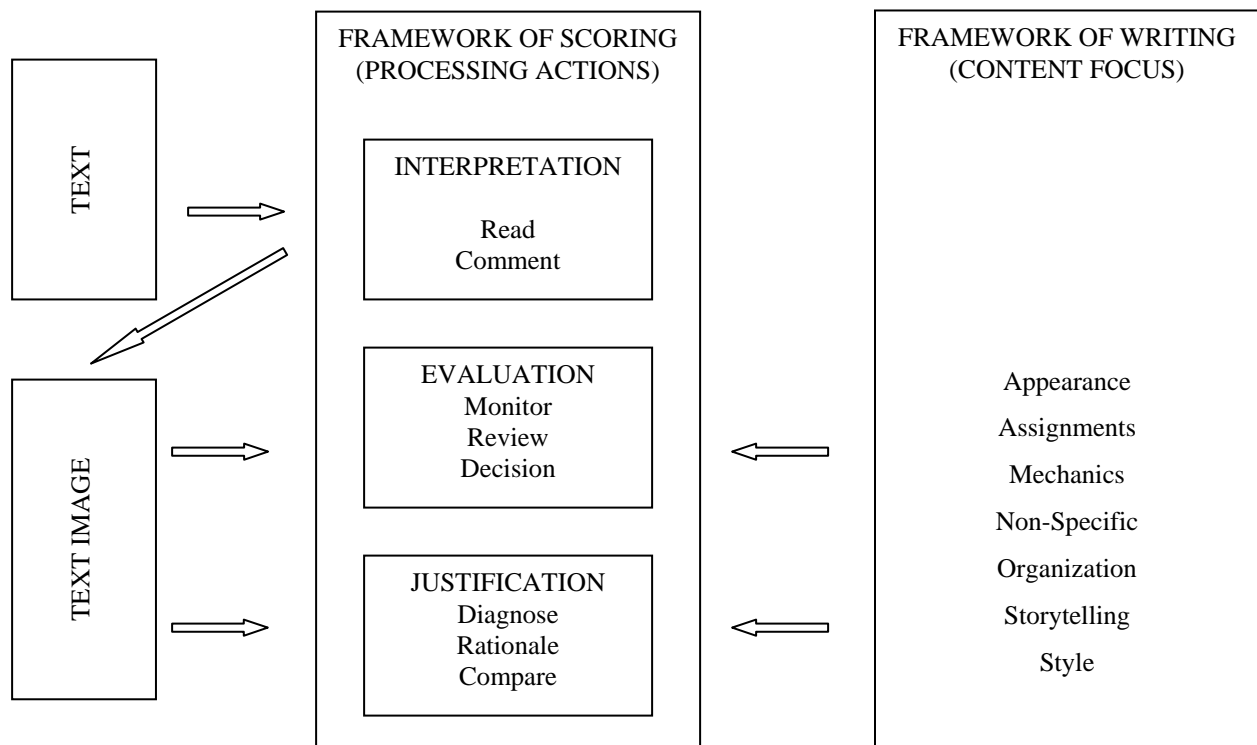 TEXT
TEXT IMAGE
FRAMEWORK OF SCORING
(PROCESSING ACTIONS)
INTERPRETATION
Read
Comment
EVALUATION
Monitor
Review
Decision
JUSTIFICATION
Diagnose
Rationale
Compare
FRAMEWORK OF WRITING
(CONTENT FOCUS)
Appearance
Assignments
Mechanics
Non-Specific
Organization
Storytelling
Style